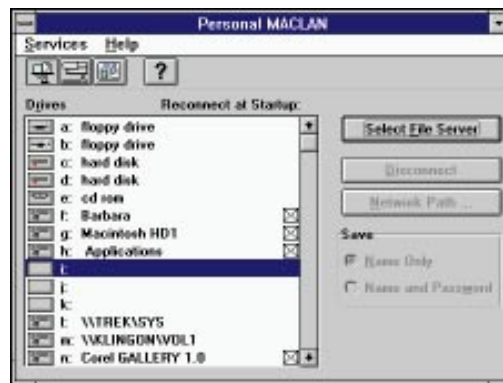 Personal MACLAN
Services Help
?
Drives Reconnect at Startup:
a: floppy drive
b: floppy drive
c: hard disk
d: hard disk
e: cd rom
f: Barbara
g: Macintosh HD1
h: Applications
i:
j:
k:
l: \\TREK\SYS
m: \\KLINGON\VOL1
n: Corel GALLERY 1.0
Select File Server
Disconnect
Network Path ...
Save
Name Only
Name and Password